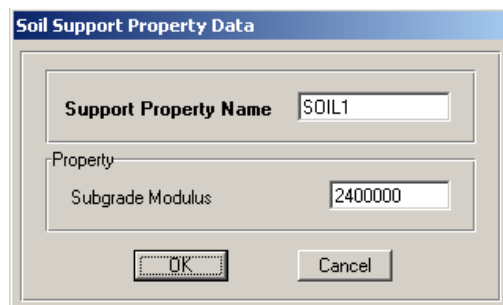 Soil Support Property Data
Support Property Name SOIL1
Property
Subgrade Modulus 2400000
OK Cancel